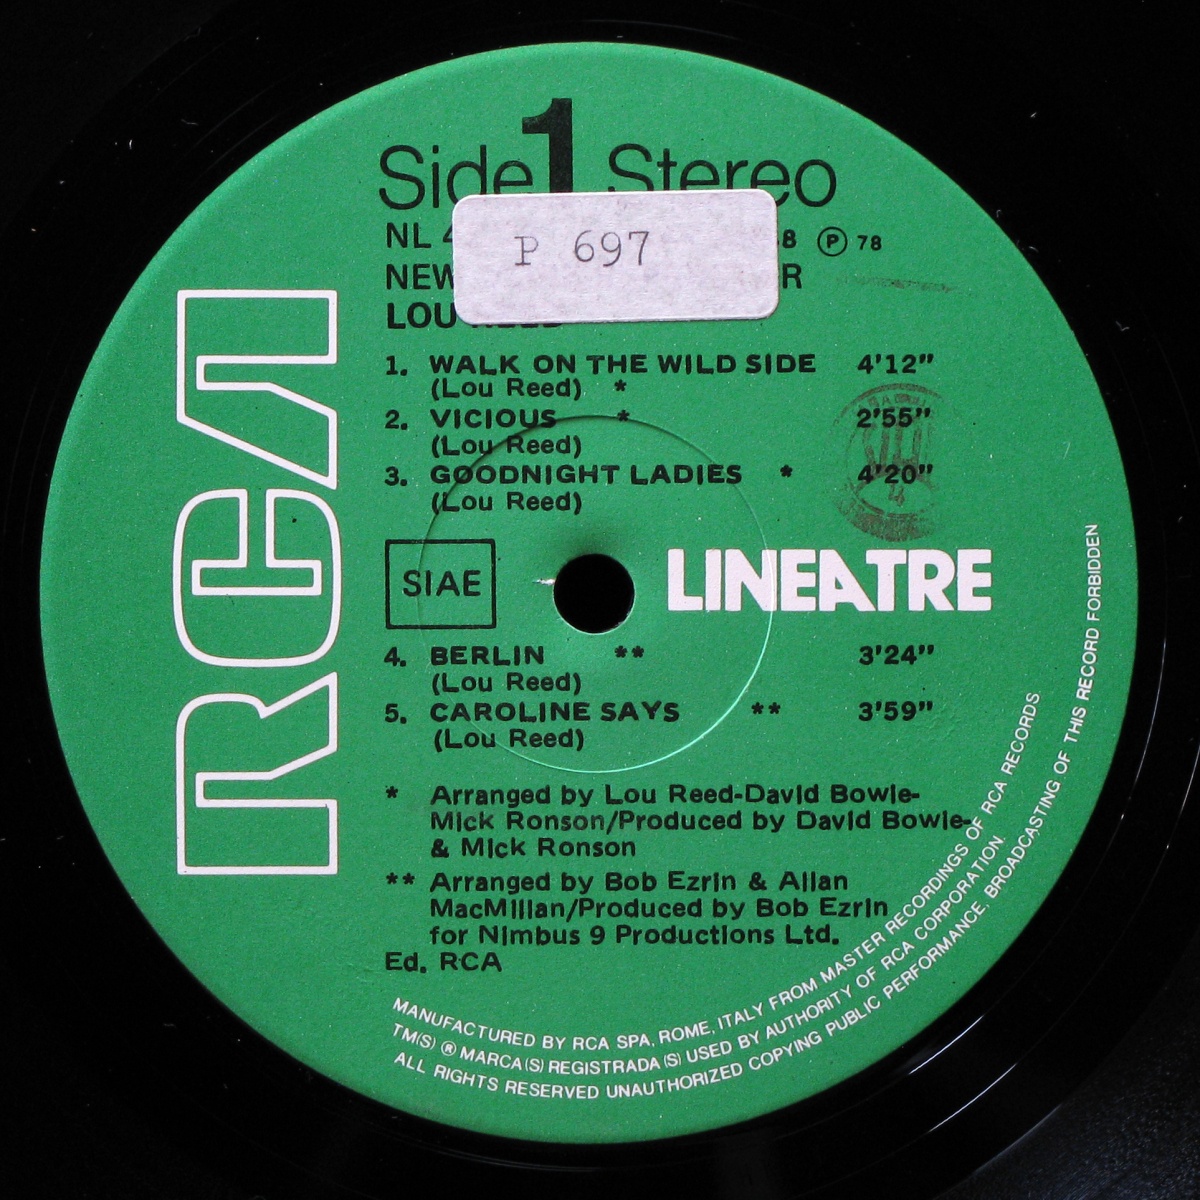 Side 1 Stereo
NL 4
P 697
8 Ⓟ 78
NEW
R
LOU REED
1. WALK ON THE WILD SIDE 4'12"
(Lou Reed) *
2. VICIOUS * 2'55"
(Lou Reed)
3. GOODNIGHT LADIES * 4'20"
(Lou Reed)
RCA
SIAE
LINEATRE
4. BERLIN ** 3'24"
(Lou Reed)
5. CAROLINE SAYS ** 3'59"
(Lou Reed)
* Arranged by Lou Reed-David Bowie-
Mick Ronson/Produced by David Bowie-
& Mick Ronson
** Arranged by Bob Ezrin & Allan
MacMillan/Produced by Bob Ezrin
for Nimbus 9 Productions Ltd.
Ed. RCA
MANUFACTURED BY RCA SPA, ROME, ITALY FROM MASTER RECORDINGS OF RCA RECORDS
TM(S) ® MARCA(S) REGISTRADA(S) USED BY AUTHORITY OF RCA CORPORATION.
ALL RIGHTS RESERVED UNAUTHORIZED COPYING PUBLIC PERFORMANCE, BROADCASTING OF THIS RECORD FORBIDDEN